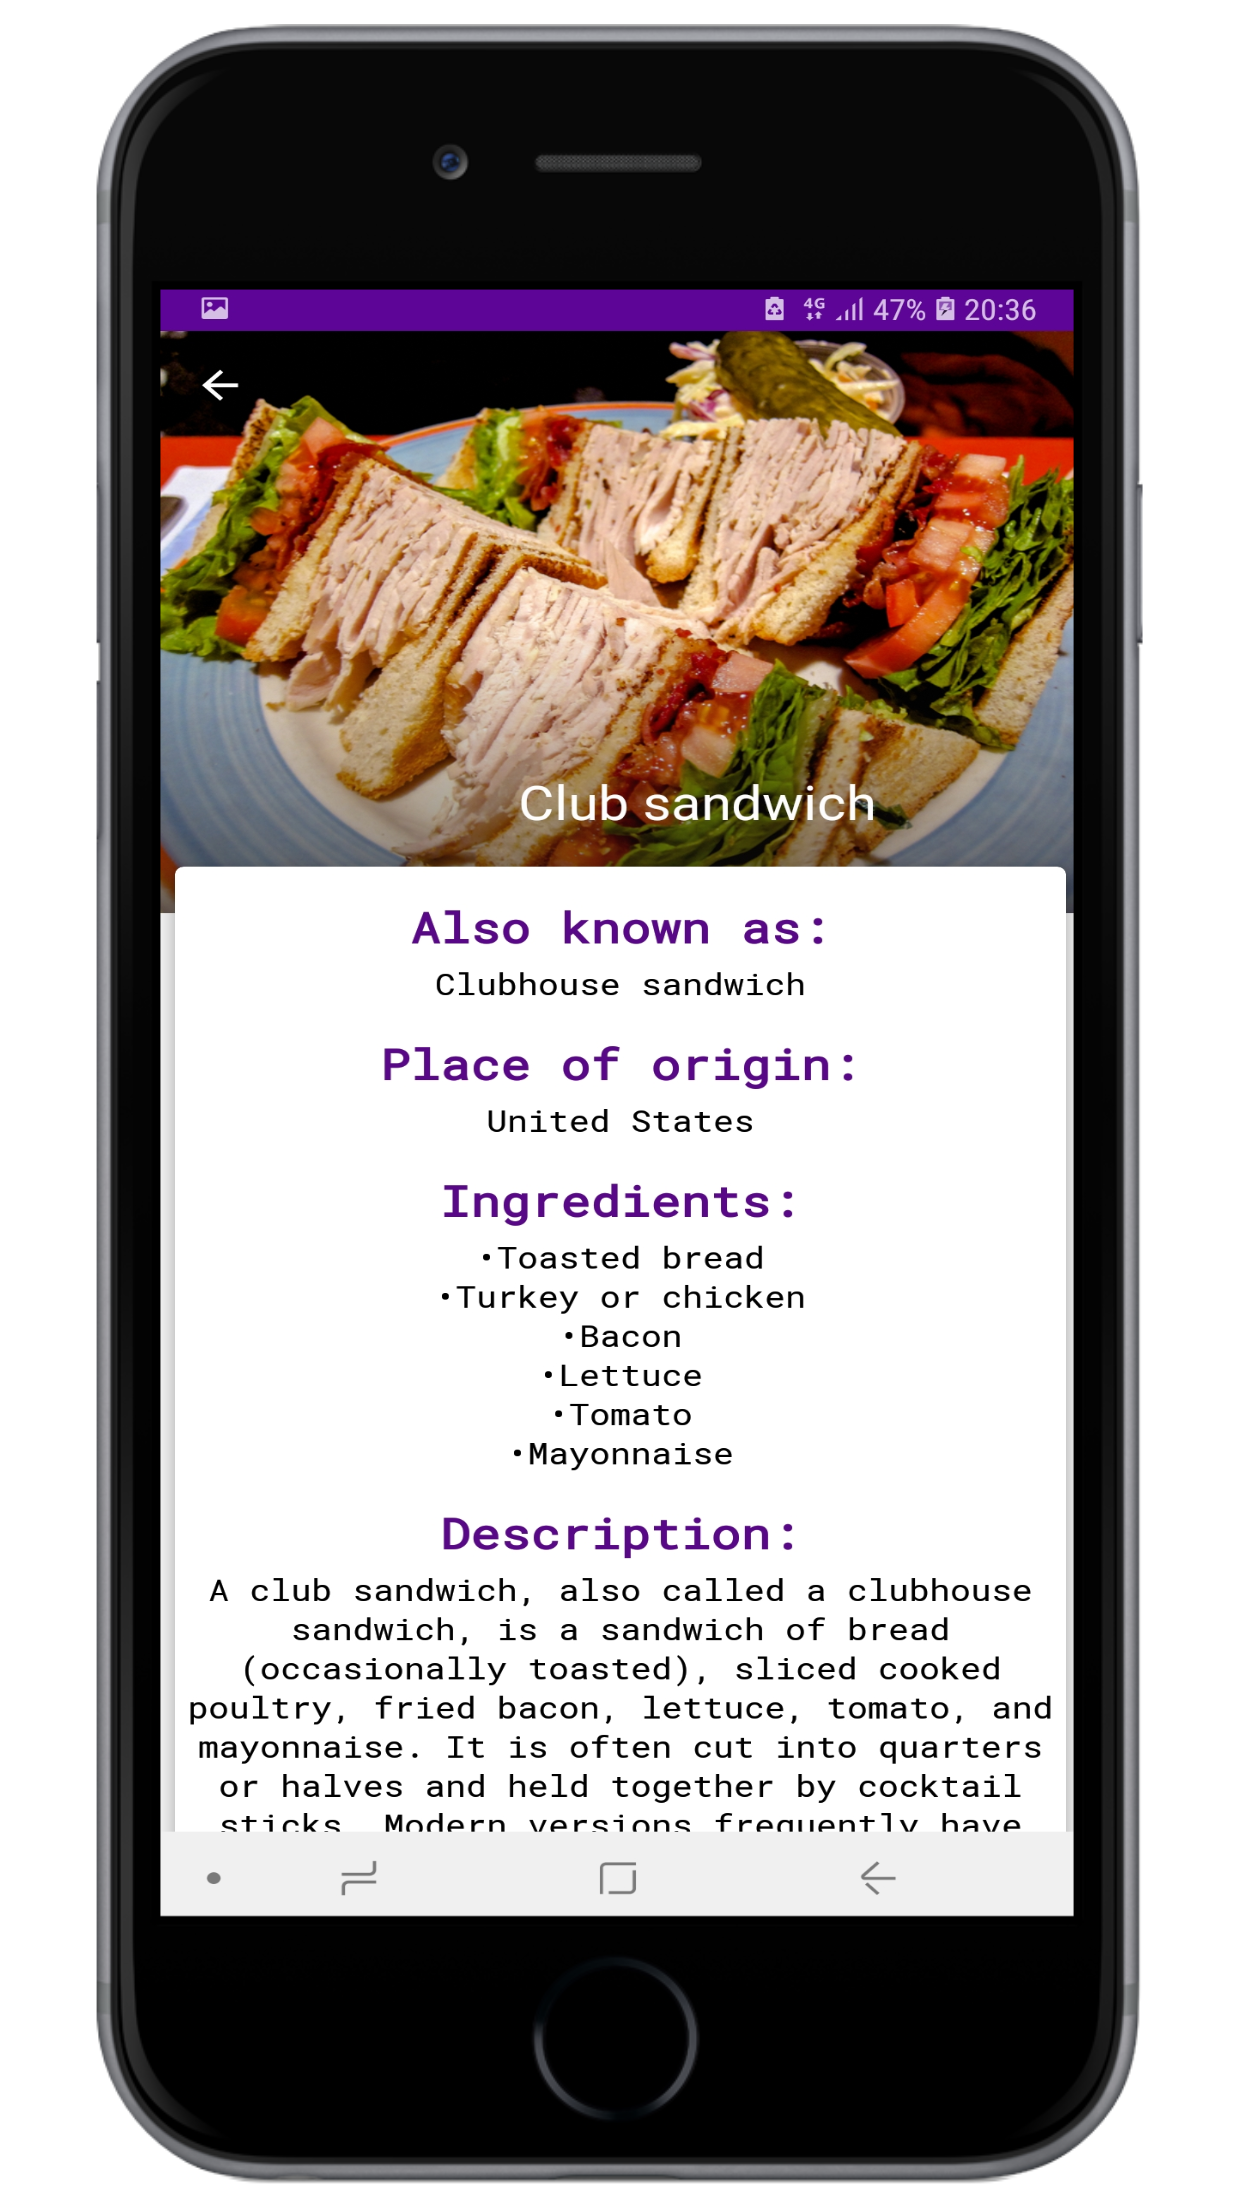 4G 47% 20:36
Club sandwich
Also known as:
Clubhouse sandwich
Place of origin:
United States
Ingredients:
•Toasted bread
•Turkey or chicken
•Bacon
•Lettuce
•Tomato
•Mayonnaise
Description:
A club sandwich, also called a clubhouse
sandwich, is a sandwich of bread
(occasionally toasted), sliced cooked
poultry, fried bacon, lettuce, tomato, and
mayonnaise. It is often cut into quarters
or halves and held together by cocktail
sticks. Modern versions frequently have